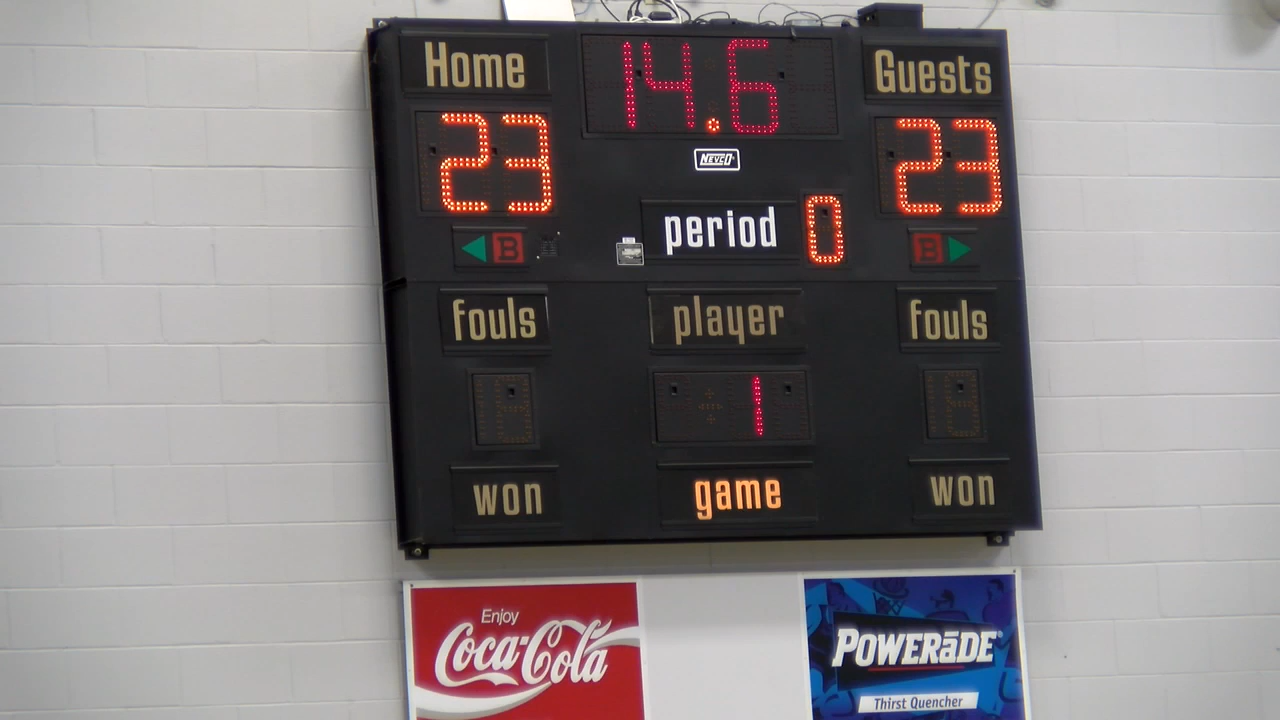 Home 14.6 Guests
23 NEVCO 23
period 0
B B
fouls player fouls
1
won game won
Enjoy
Coca-Cola
POWERāDE
Thirst Quencher